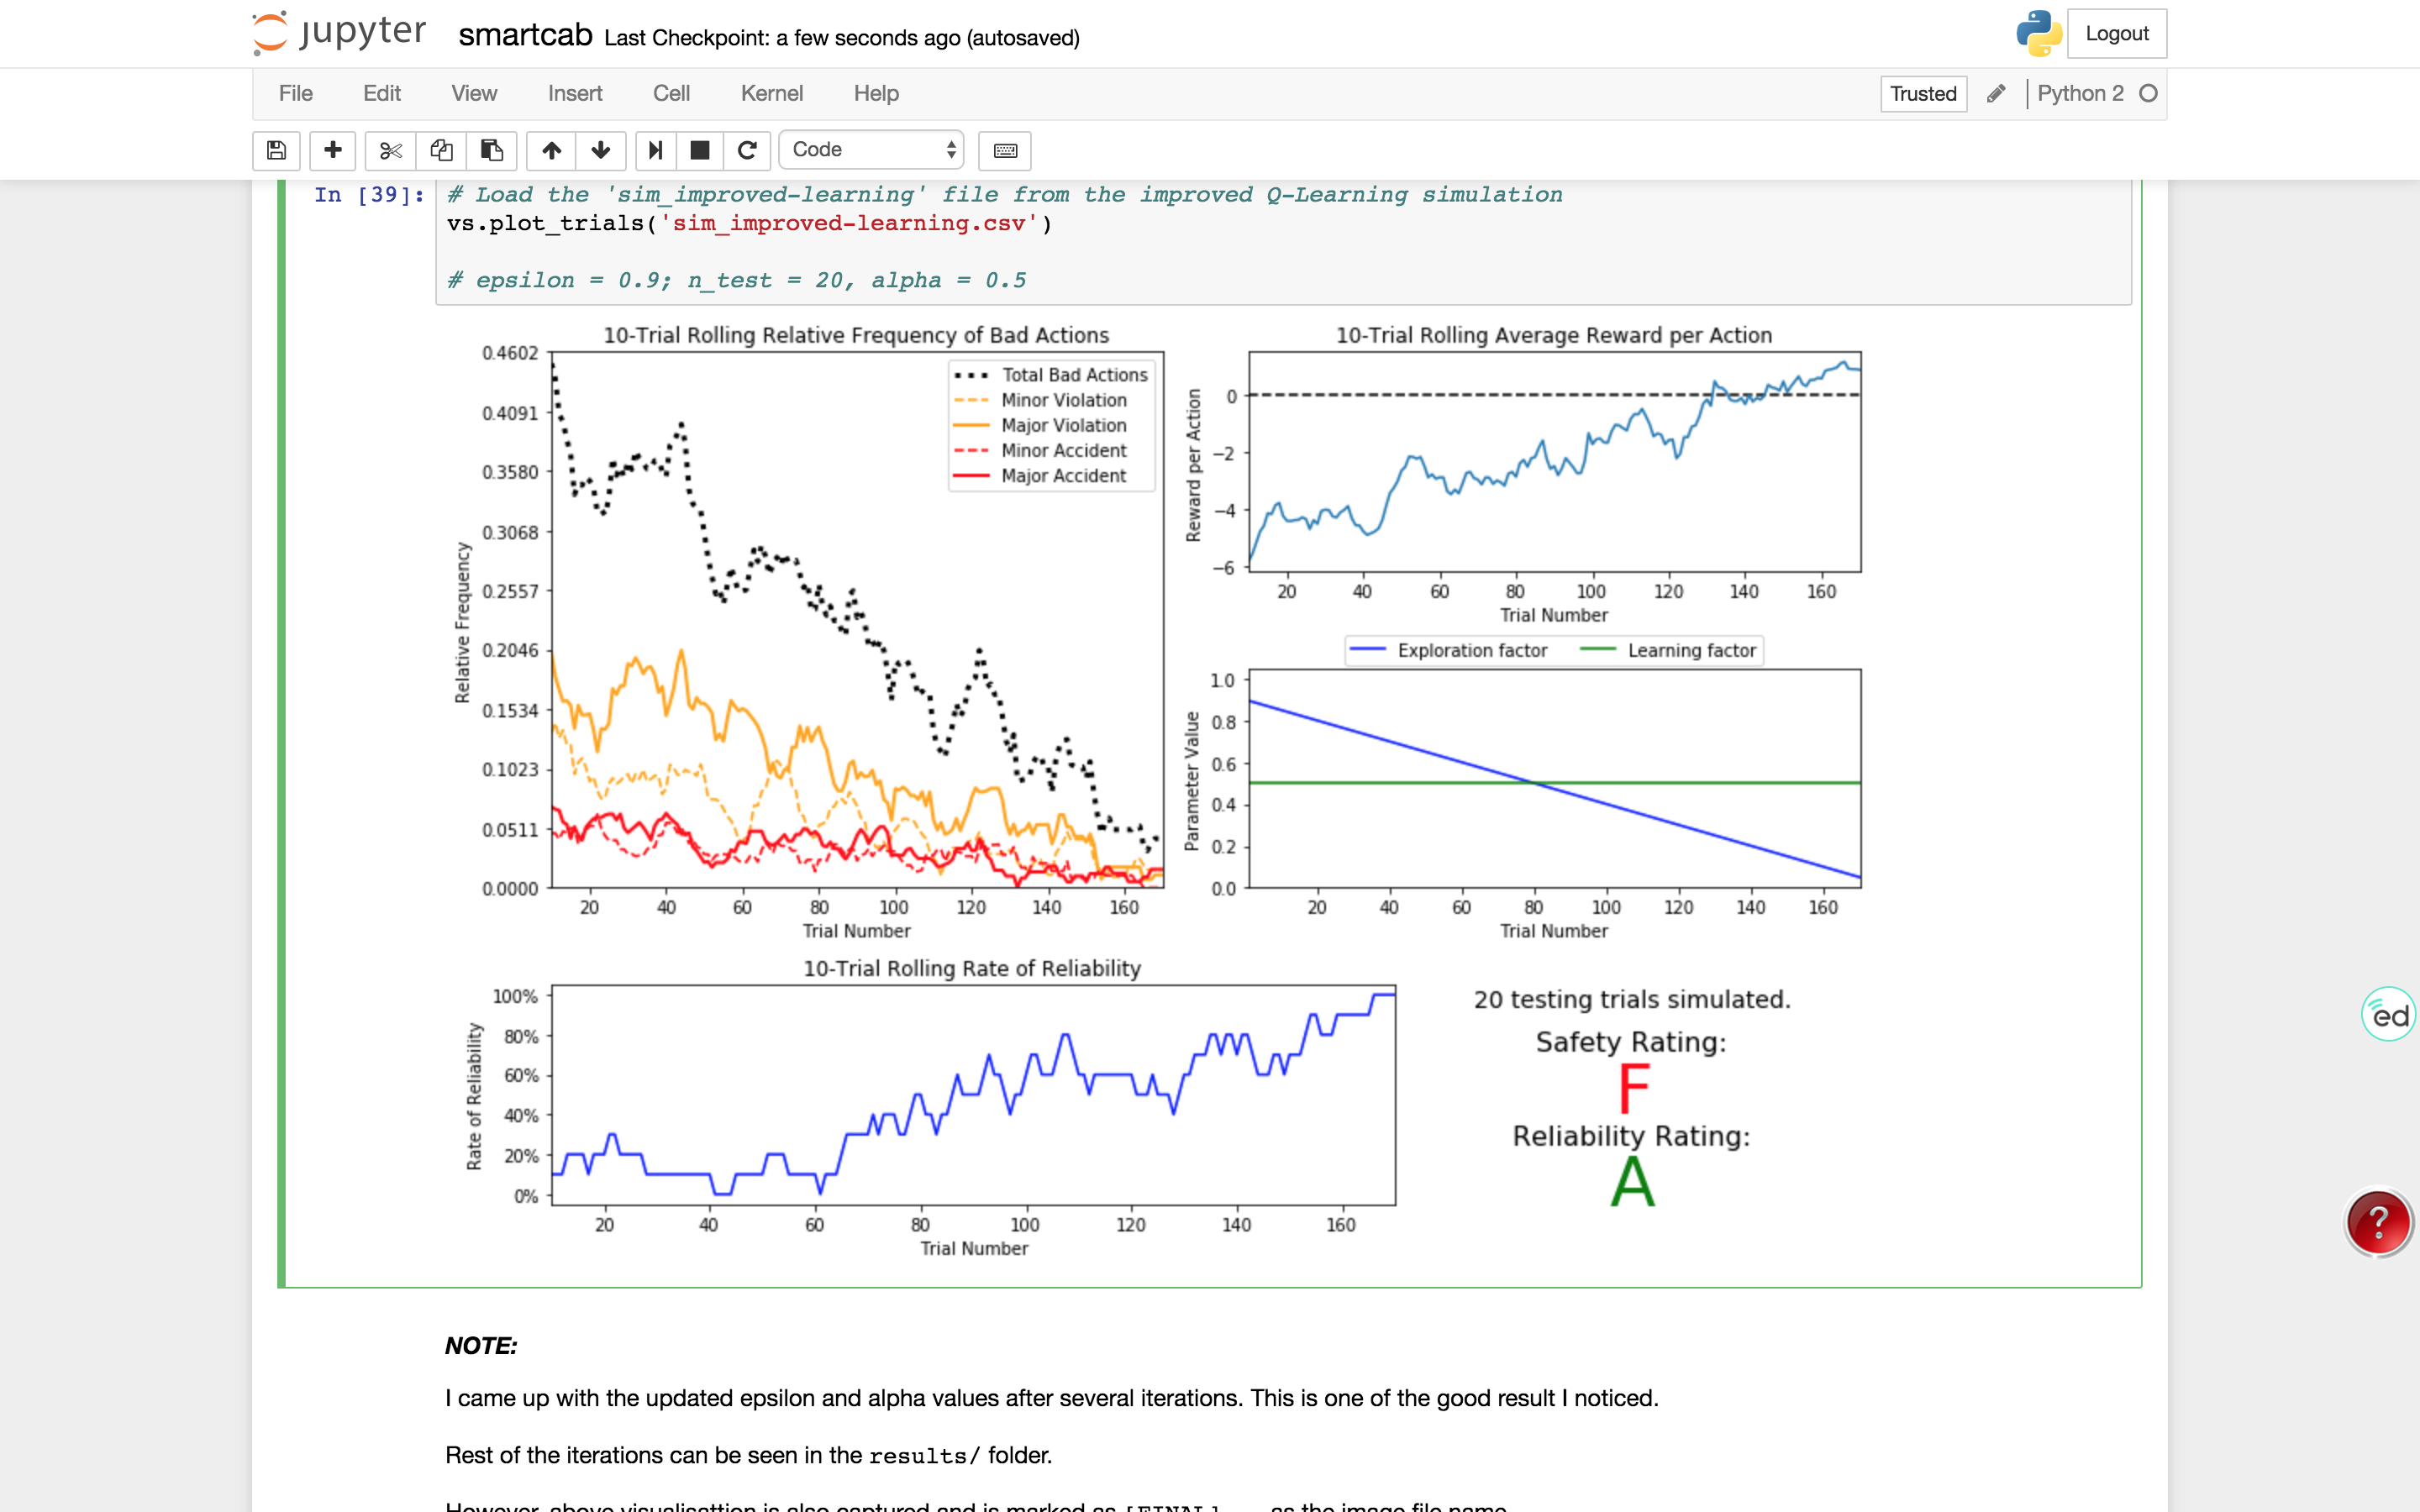 jupyter smartcab Last Checkpoint: a few seconds ago (autosaved) Logout
File Edit View Insert Cell Kernel Help Trusted Python 2
Code
In [39]: # Load the 'sim_improved-learning' file from the improved Q-Learning simulation
vs.plot_trials('sim_improved-learning.csv')
# epsilon = 0.9; n_test = 20, alpha = 0.5
10-Trial Rolling Relative Frequency of Bad Actions
0.4602
0.4091
0.3580
0.3068
0.2557
0.2046
0.1534
0.1023
0.0511
0.0000
Relative Frequency
Total Bad Actions
Minor Violation
Major Violation
Minor Accident
Major Accident
20 40 60 80 100 120 140 160
Trial Number
10-Trial Rolling Average Reward per Action
0
−2
−4
−6
Reward per Action
20 40 60 80 100 120 140 160
Trial Number
Exploration factor Learning factor
1.0
0.8
0.6
0.4
0.2
0.0
Parameter Value
20 40 60 80 100 120 140 160
Trial Number
10-Trial Rolling Rate of Reliability
100%
80%
60%
40%
20%
0%
Rate of Reliability
20 40 60 80 100 120 140 160
Trial Number
20 testing trials simulated.
Safety Rating:
F
Reliability Rating:
A
ed
?
NOTE:
I came up with the updated epsilon and alpha values after several iterations. This is one of the good result I noticed.
Rest of the iterations can be seen in the results/ folder.
However, above visualisattion is also captured and is marked as [FINAL] as the image file name